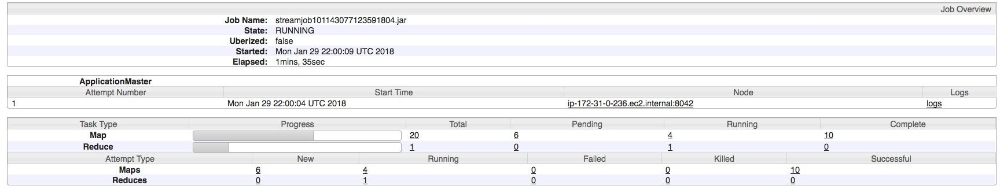 Job Overview
Job Name: streamjob101143077123591804.jar
State: RUNNING
Uberized: false
Started: Mon Jan 29 22:00:09 UTC 2018
Elapsed: 1mins, 35sec
ApplicationMaster
Attempt Number Start Time Node Logs
1 Mon Jan 29 22:00:04 UTC 2018 ip-172-31-0-236.ec2.internal:8042 logs
Task Type Progress Total Pending Running Complete
Map 20 6 4 10
Reduce 1 0 1 0
Attempt Type New Running Failed Killed Successful
Maps 6 4 0 0 10
Reduces 0 1 0 0 0